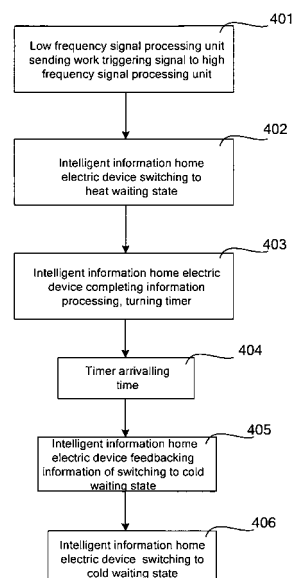 401
Low frequency signal processing unit
sending work triggering signal to high
frequency signal processing unit
402
Intelligent information home
electric device switching to
heat waiting state
403
Intelligent information home electric
device completing information
processing, turning timer
404
Timer arrivalling
time
405
Intelligent information home
electric device feedbacking
information of switching to cold
waiting state
406
Intelligent information home
electric device switching to
cold waiting state